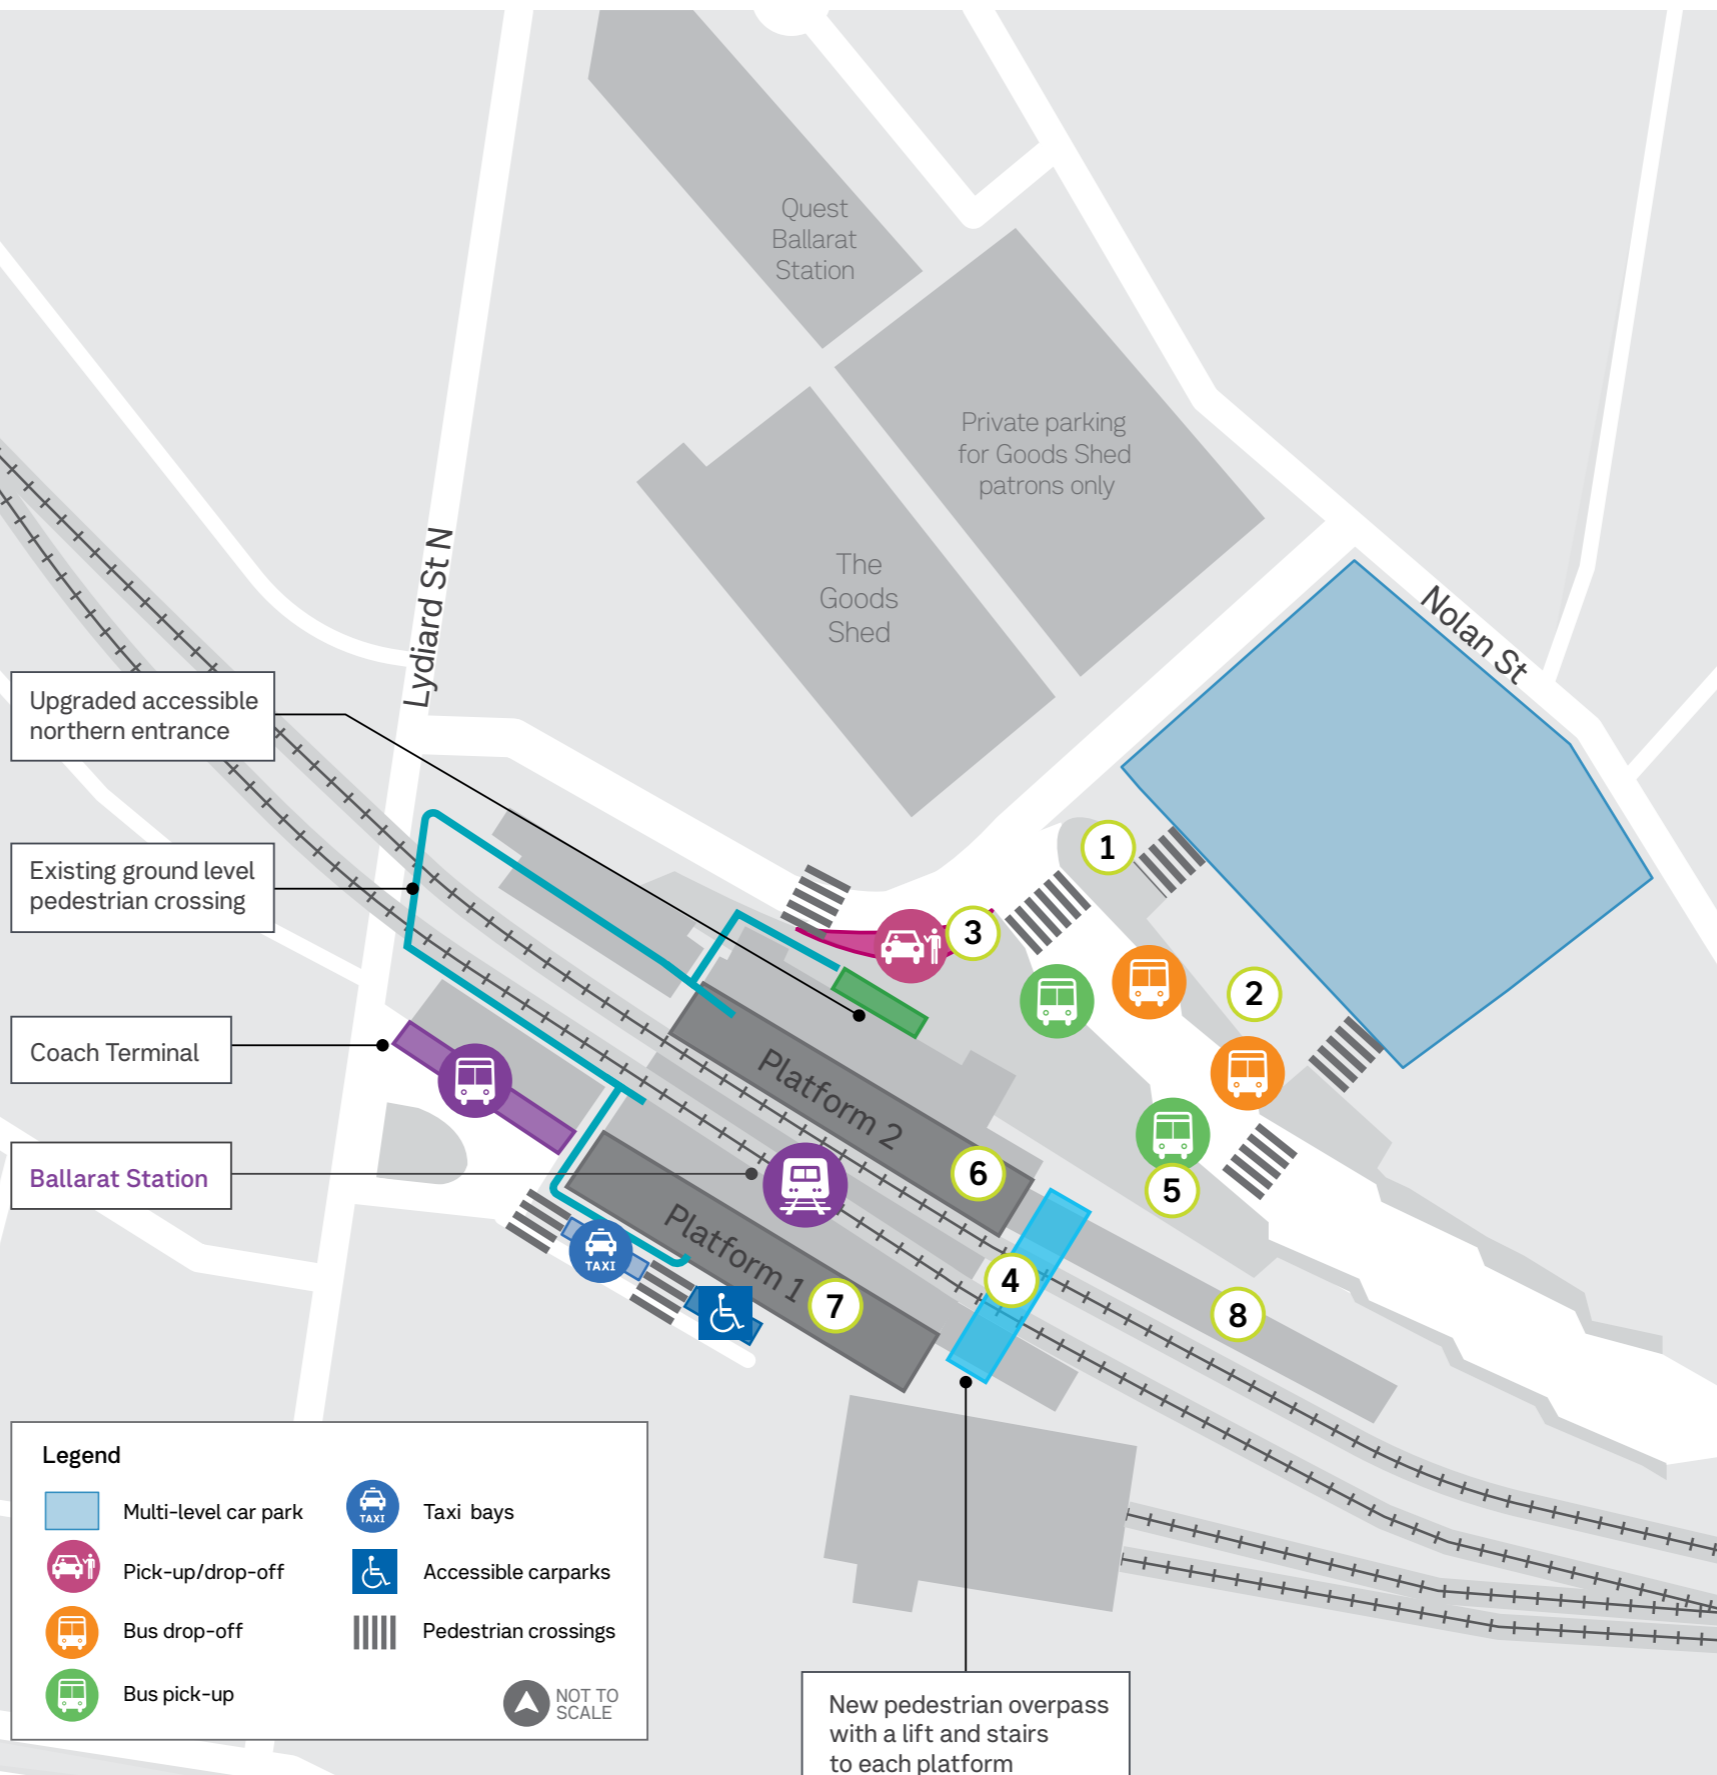 Quest
Ballarat
Station
Private parking
for Goods Shed
patrons only
The
Goods
Shed
Lydiard St N
Nolan St
Upgraded accessible
northern entrance
Existing ground level
pedestrian crossing
Coach Terminal
Ballarat Station
1
2
3
4
5
6
7
8
Platform 2
Platform 1
TAXI
Legend
Multi-level car park
Pick-up/drop-off
Bus drop-off
Bus pick-up
TAXI
Taxi bays
Accessible carparks
Pedestrian crossings
NOT TO
SCALE
New pedestrian overpass
with a lift and stairs
to each platform